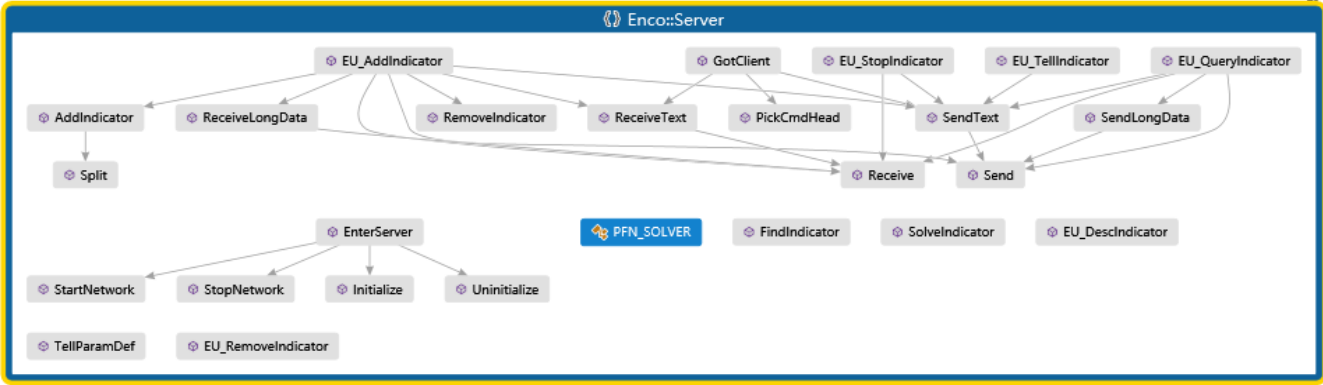 Enco::Server
EU_AddIndicator
GotClient
EU_StopIndicator
EU_TellIndicator
EU_QueryIndicator
AddIndicator
ReceiveLongData
RemoveIndicator
ReceiveText
PickCmdHead
SendText
SendLongData
Split
Receive
Send
EnterServer
PFN_SOLVER
FindIndicator
SolveIndicator
EU_DescIndicator
StartNetwork
StopNetwork
Initialize
Uninitialize
TellParamDef
EU_RemoveIndicator